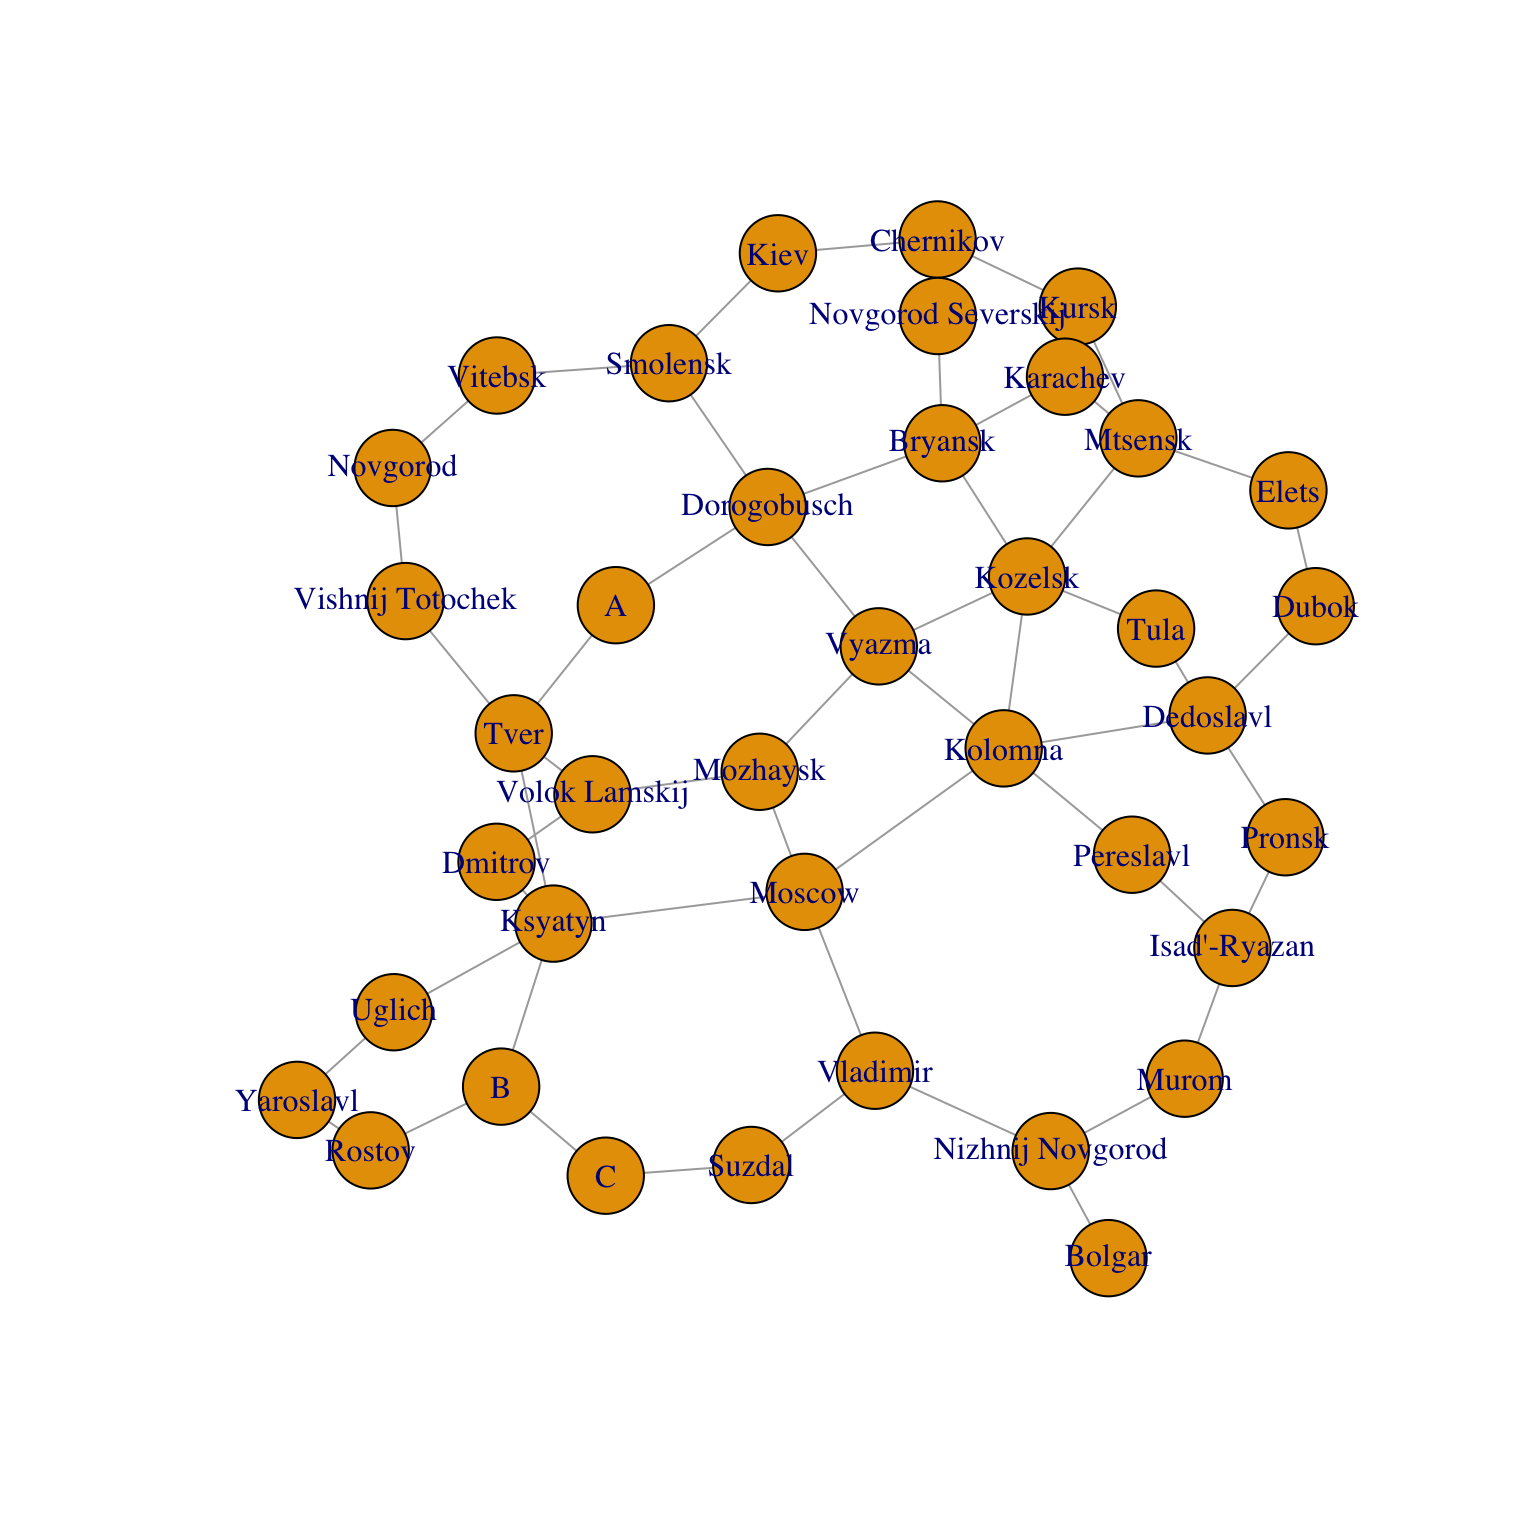 Chernikov
Kiev
Kursk
Novgorod Severskij
Smolensk
Vitebsk
Karachev
Bryansk
Mtsensk
Novgorod
Elets
Dorogobusch
Kozelsk
Vishnij Totochek
A
Dubok
Tula
Vyazma
Dedoslavl
Tver
Kolomna
Mozhaysk
Volok Lamskij
Pronsk
Pereslavl
Dmitrov
Moscow
Ksyatyn
Isad'-Ryazan
Uglich
Vladimir
Murom
B
Yaroslavl
Rostov
Nizhnij Novgorod
Suzdal
C
Bolgar